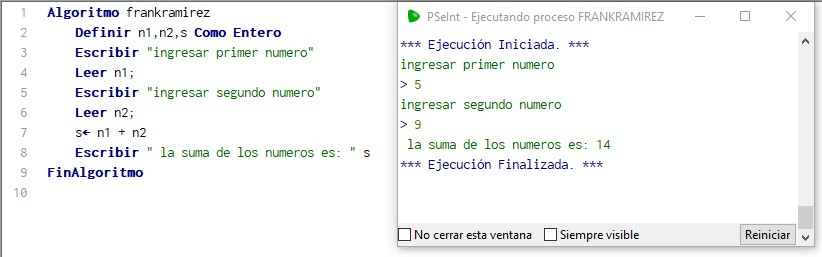 1 Algoritmo frankramirez
2 Definir n1,n2,s Como Entero
3 Escribir "ingresar primer numero"
4 Leer n1;
5 Escribir "ingresar segundo numero"
6 Leer n2;
7 s← n1 + n2
8 Escribir " la suma de los numeros es: " s
9 FinAlgoritmo
10
PSeInt - Ejecutando proceso FRANKRAMIREZ
*** Ejecución Iniciada. ***
ingresar primer numero
> 5
ingresar segundo numero
> 9
la suma de los numeros es: 14
*** Ejecución Finalizada. ***
No cerrar esta ventana Siempre visible Reiniciar